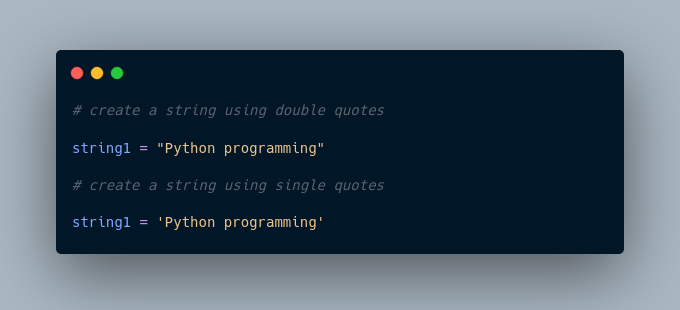 # create a string using double quotes
string1 = "Python programming"
# create a string using single quotes
string1 = 'Python programming'